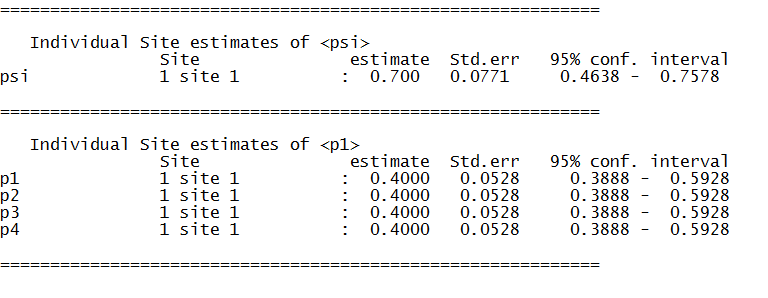 ============================================================
Individual Site estimates of <psi>
Site estimate Std.err 95% conf. interval
psi 1 site 1 : 0.700 0.0771 0.4638 - 0.7578
============================================================
Individual Site estimates of <p1>
Site estimate Std.err 95% conf. interval
p1 1 site 1 : 0.4000 0.0528 0.3888 - 0.5928
p2 1 site 1 : 0.4000 0.0528 0.3888 - 0.5928
p3 1 site 1 : 0.4000 0.0528 0.3888 - 0.5928
p4 1 site 1 : 0.4000 0.0528 0.3888 - 0.5928
============================================================